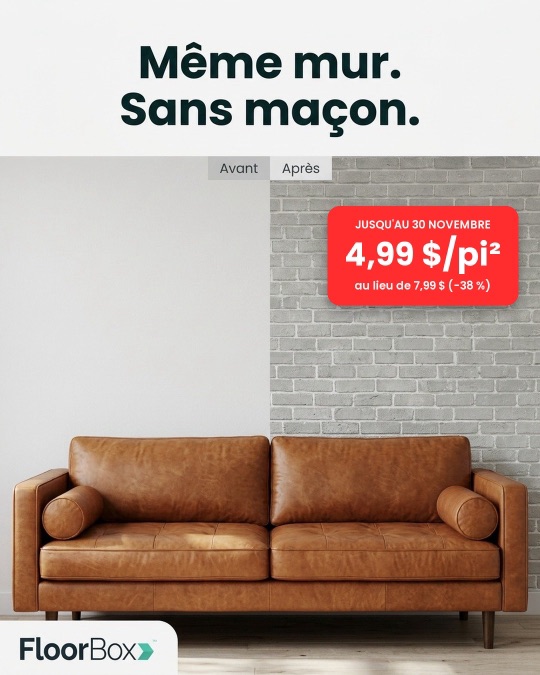 Même mur.
Sans maçon.
Avant
Après
JUSQU'AU 30 NOVEMBRE
4,99 $/pi²
au lieu de 7,99 $ (-38 %)
FloorBox